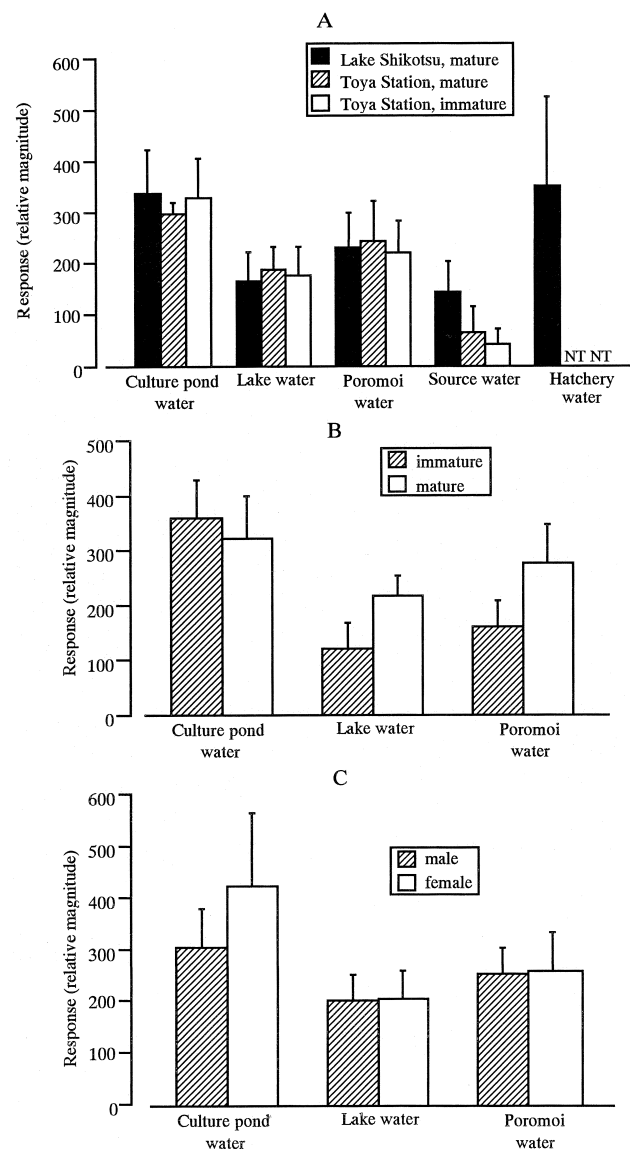 A
Lake Shikotsu, mature
Toya Station, mature
Toya Station, immature
Response (relative magnitude)
600
500
400
300
200
100
0
NT NT
Culture pond water
Lake water
Poromoi water
Source water
Hatchery water
B
immature
mature
Response (relative magnitude)
500
400
300
200
100
0
Culture pond water
Lake water
Poromoi water
C
male
female
Response (relative magnitude)
600
500
400
300
200
100
0
Culture pond water
Lake water
Poromoi water